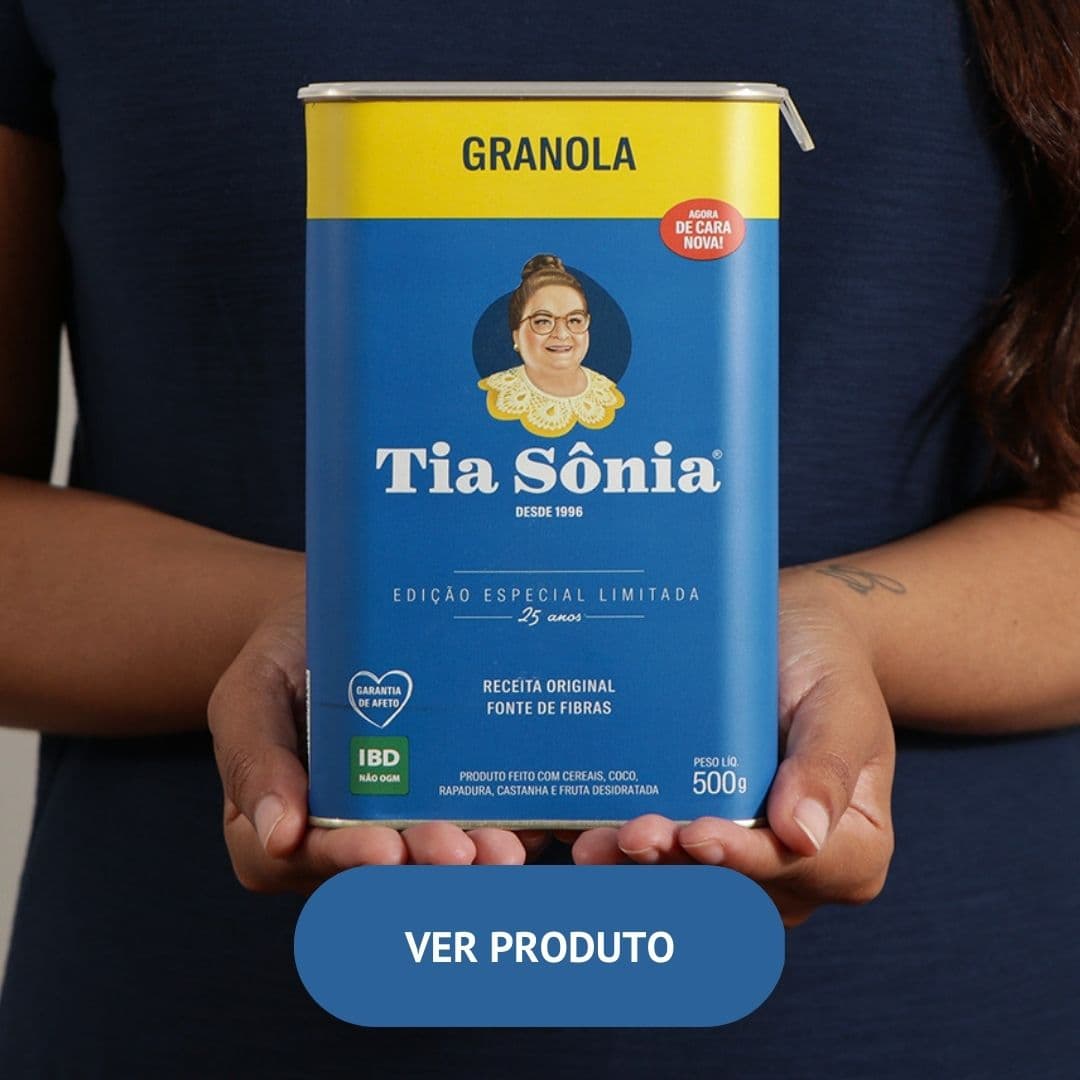 GRANOLA
AGORA
DE CARA
NOVA!
Tia Sônia®
DESDE 1996
EDIÇÃO ESPECIAL LIMITADA
25 anos
GARANTIA
DE AFETO
RECEITA ORIGINAL
FONTE DE FIBRAS
IBD
NÃO OGM
PRODUTO FEITO COM CEREAIS, COCO,
RAPADURA, CASTANHA E FRUTA DESIDRATADA
PESO LÍQ.
500g
VER PRODUTO